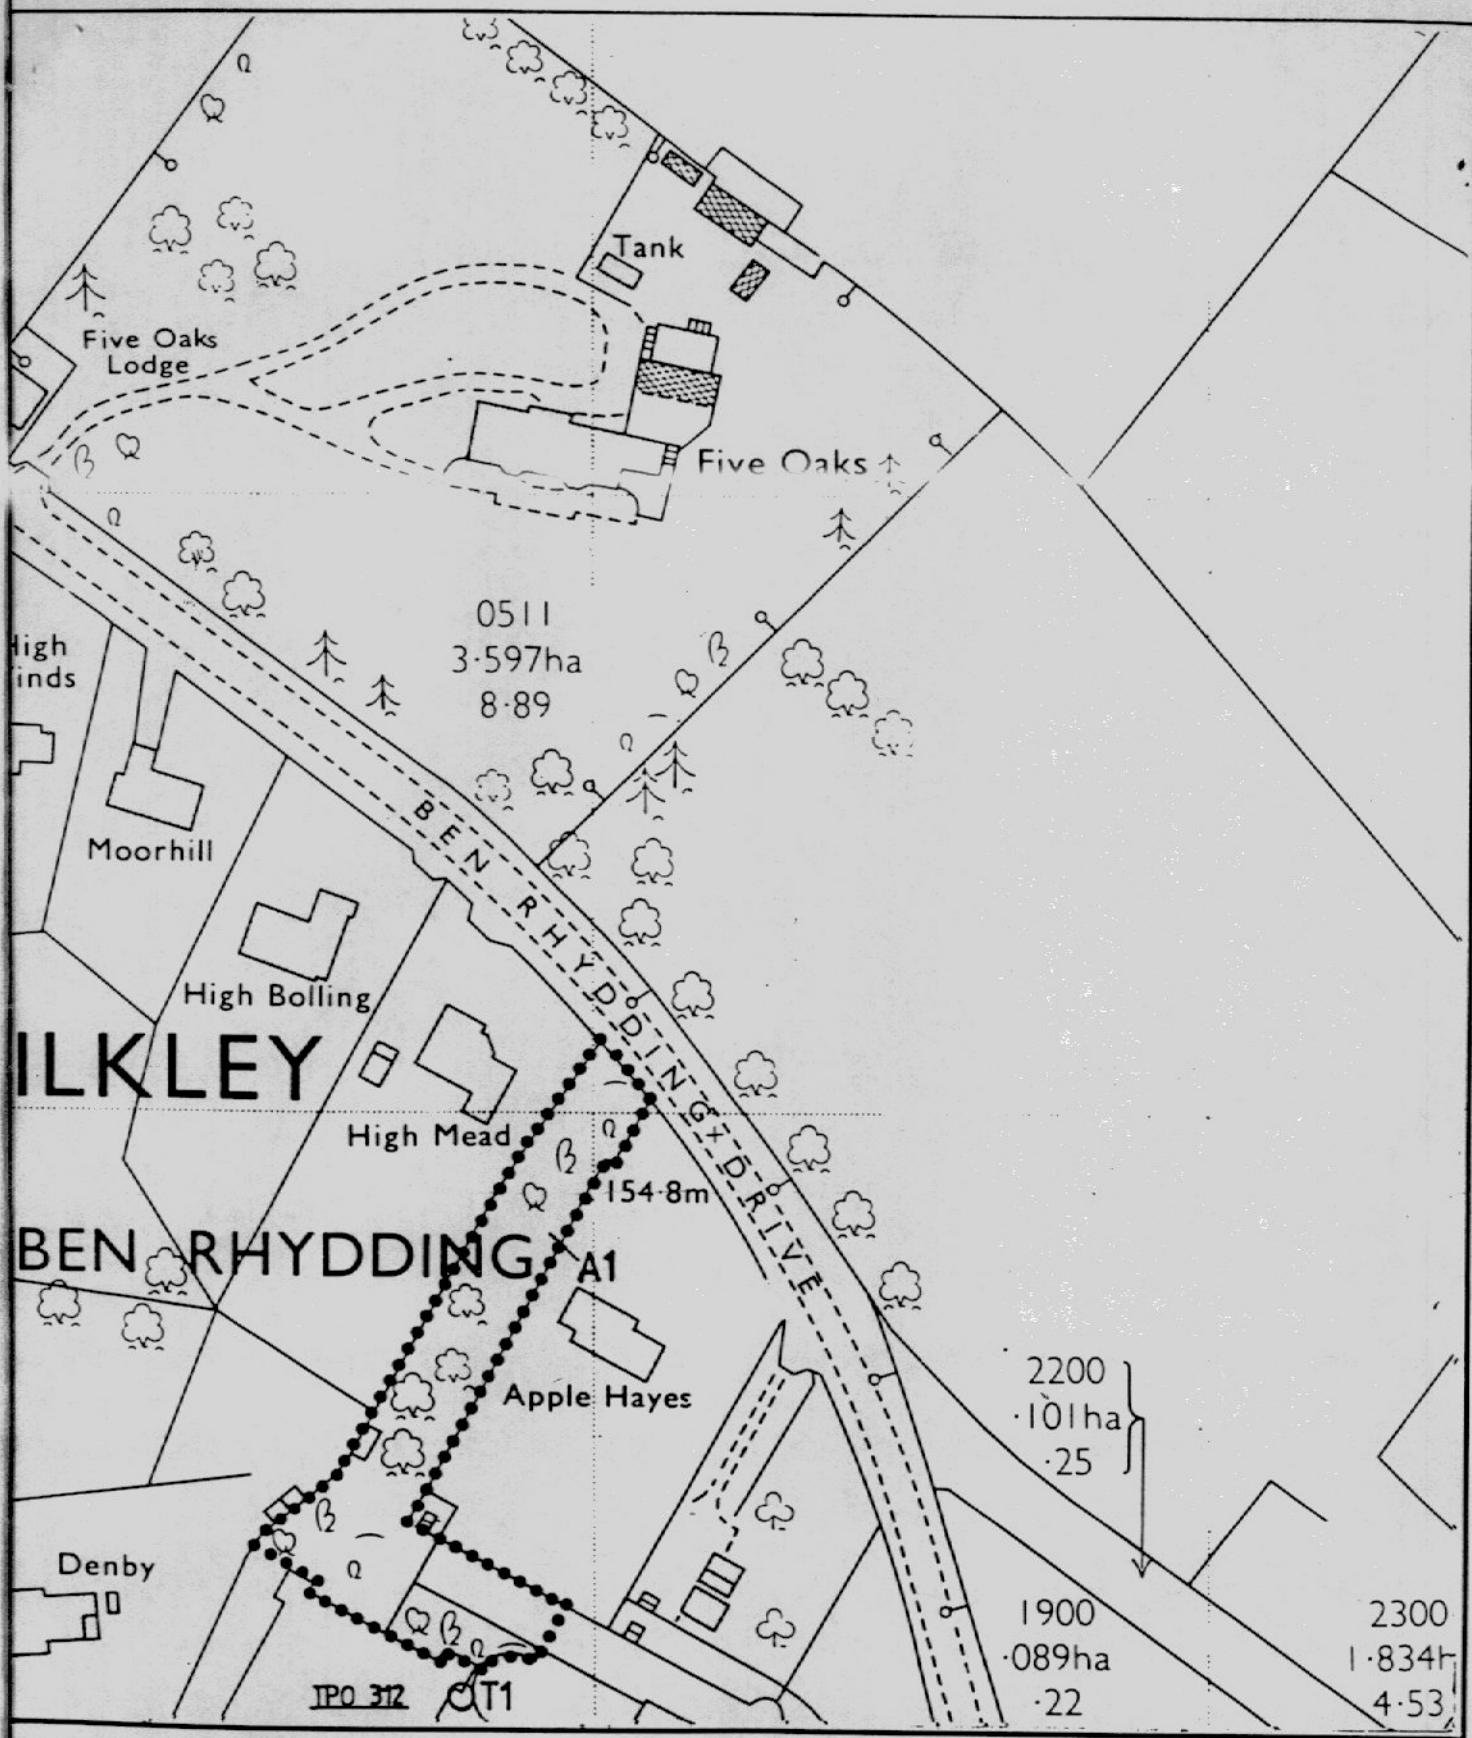 Tank
Five Oaks
Lodge
Five Oaks
0511
3·597ha
8·89
High
inds
BEN RHYDDING DRIVE
Moorhill
High Bolling
ILKLEY
High Mead
154·8m
BEN RHYDDING
A1
Apple Hayes
2200
·101ha
·25
Denby
1900
·089ha
·22
2300
1·834h
4·53
TPO 312
T1